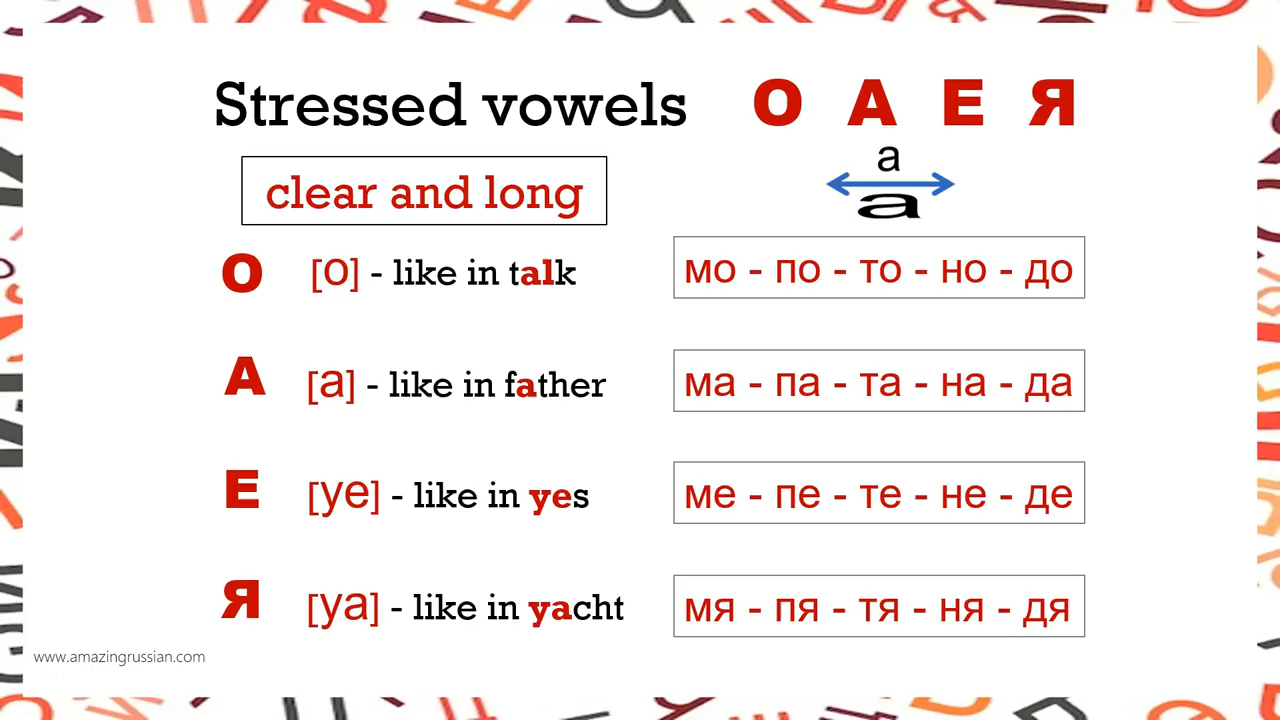 Stressed vowels О А Е Я
clear and long
а
а
О [о] - like in talk мо - по - то - но - до
А [а] - like in father ма - па - та - на - да
Е [ye] - like in yes ме - пе - те - не - де
Я [ya] - like in yacht мя - пя - тя - ня - дя
www.amazingrussian.com